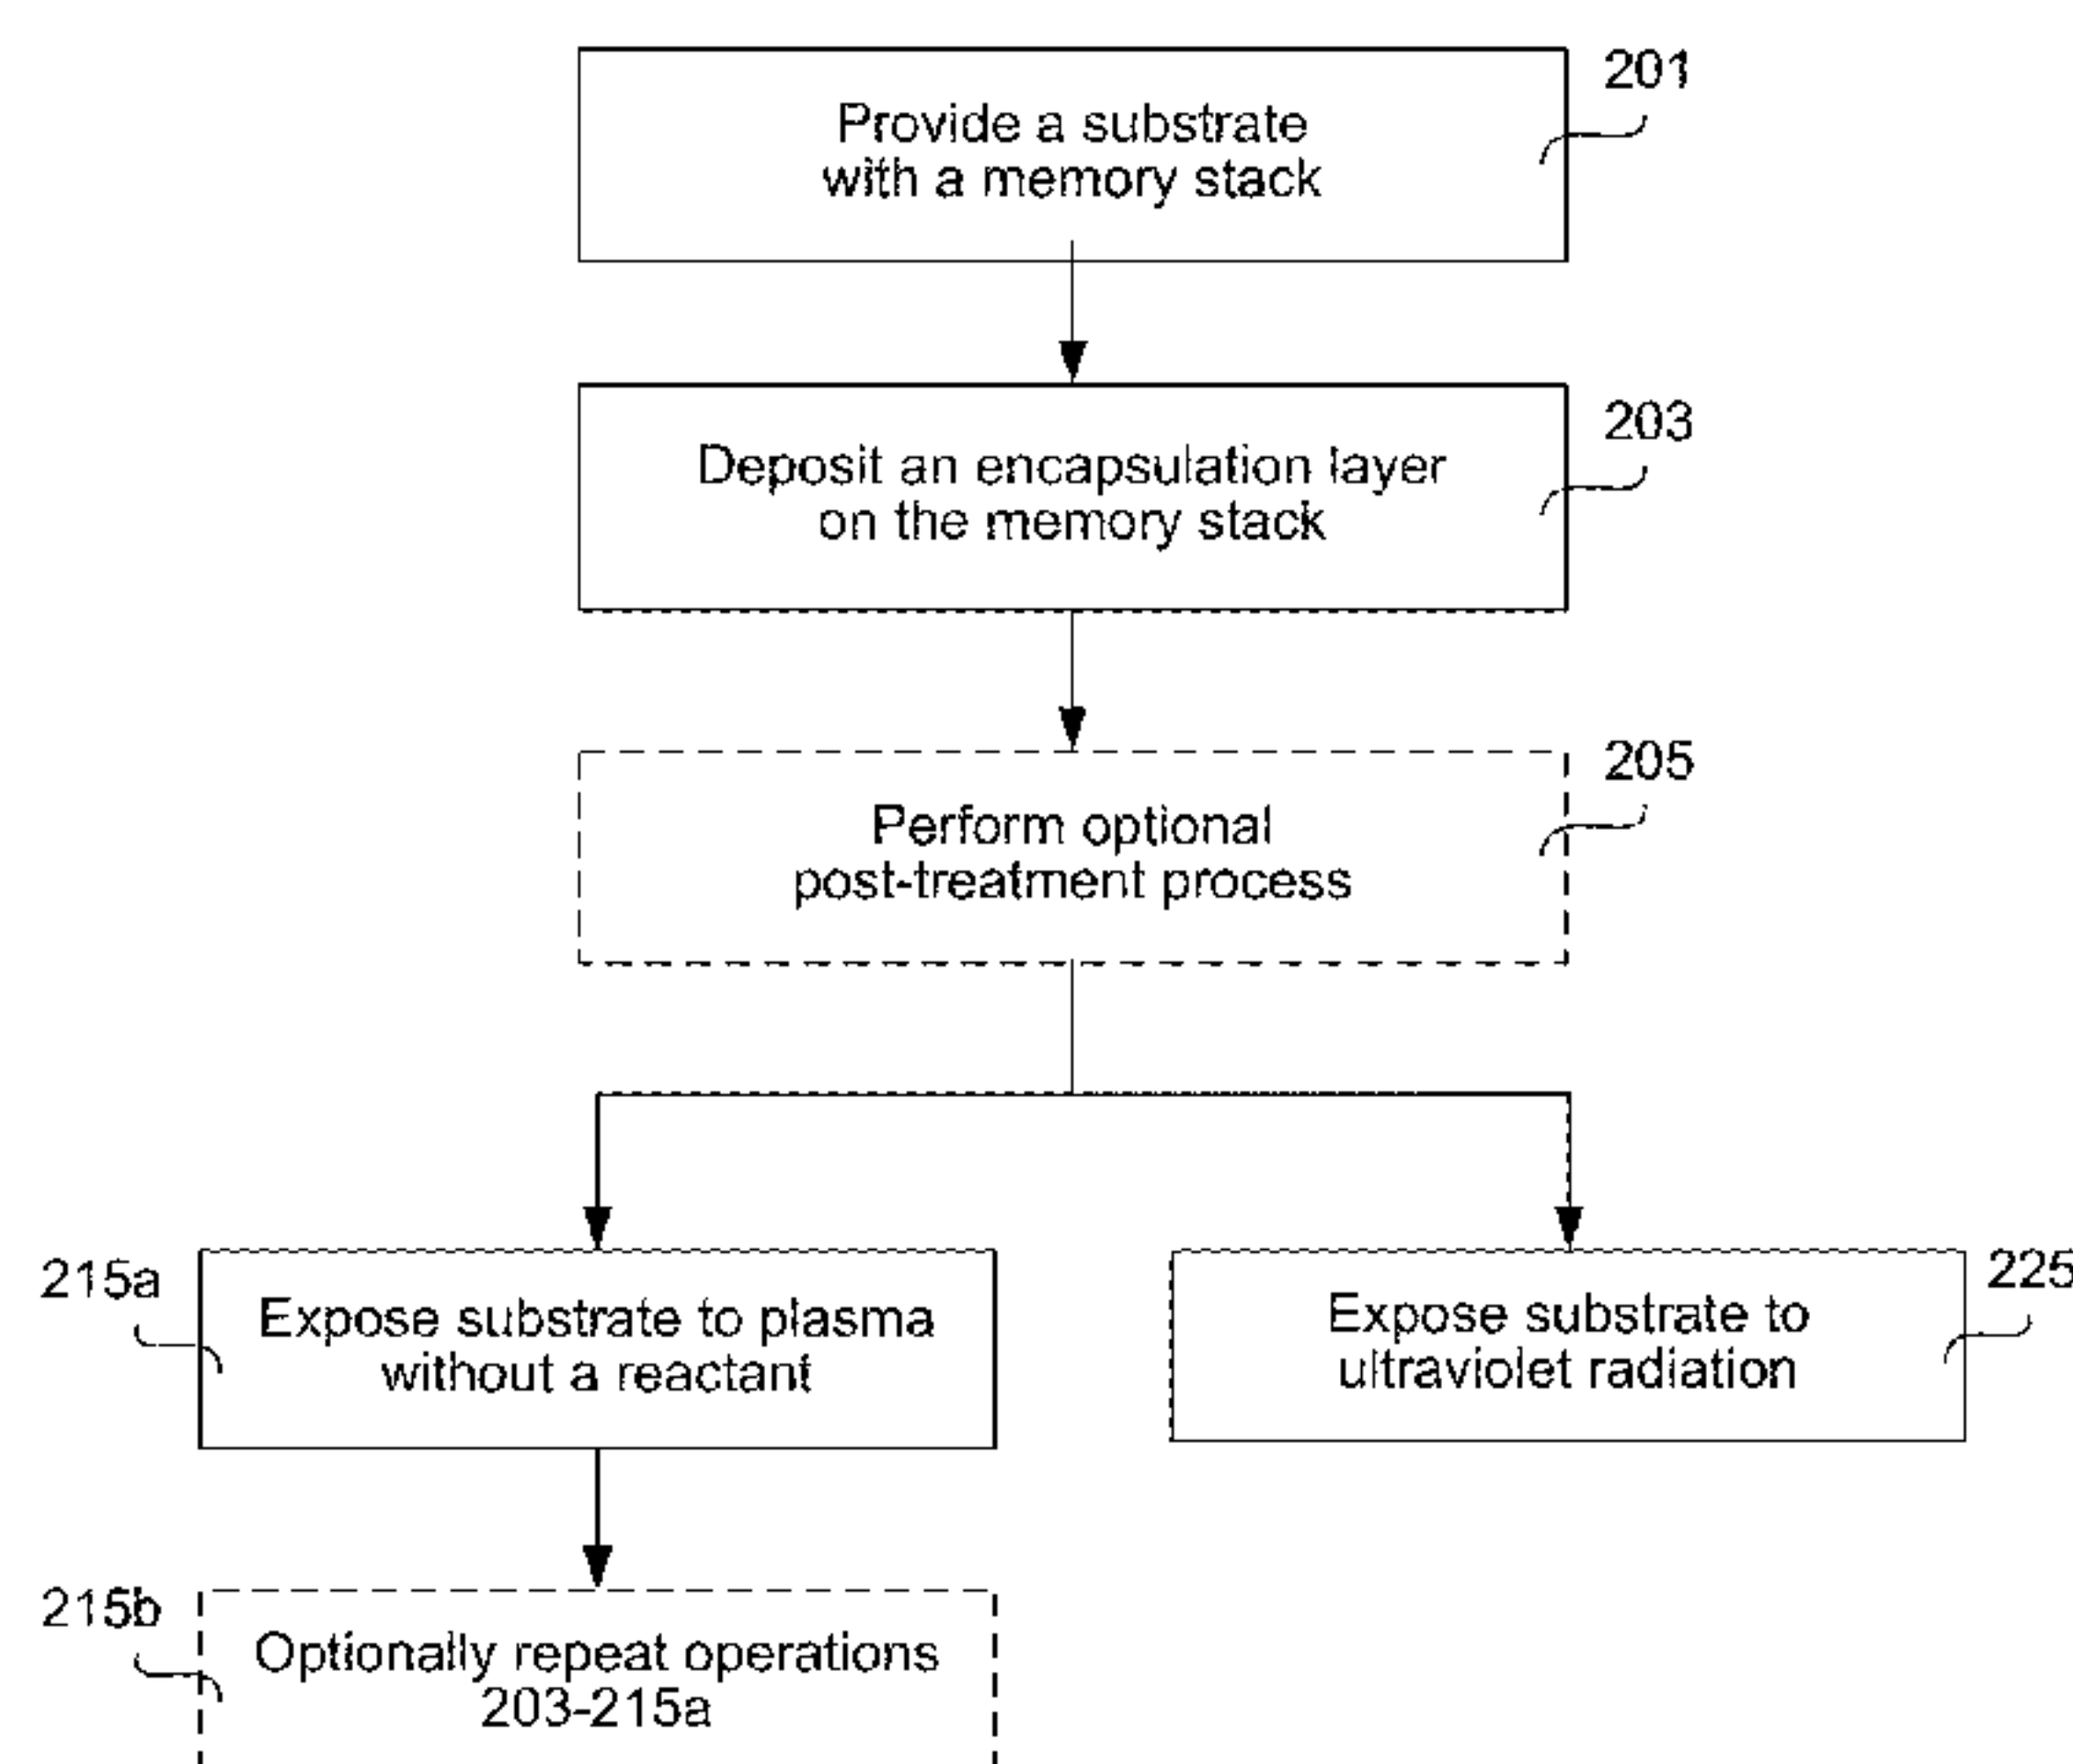 201
Provide a substrate
with a memory stack
203
Deposit an encapsulation layer
on the memory stack
205
Perform optional
post-treatment process
215a
Expose substrate to plasma
without a reactant
225
Expose substrate to
ultraviolet radiation
215b
Optionally repeat operations
203-215a